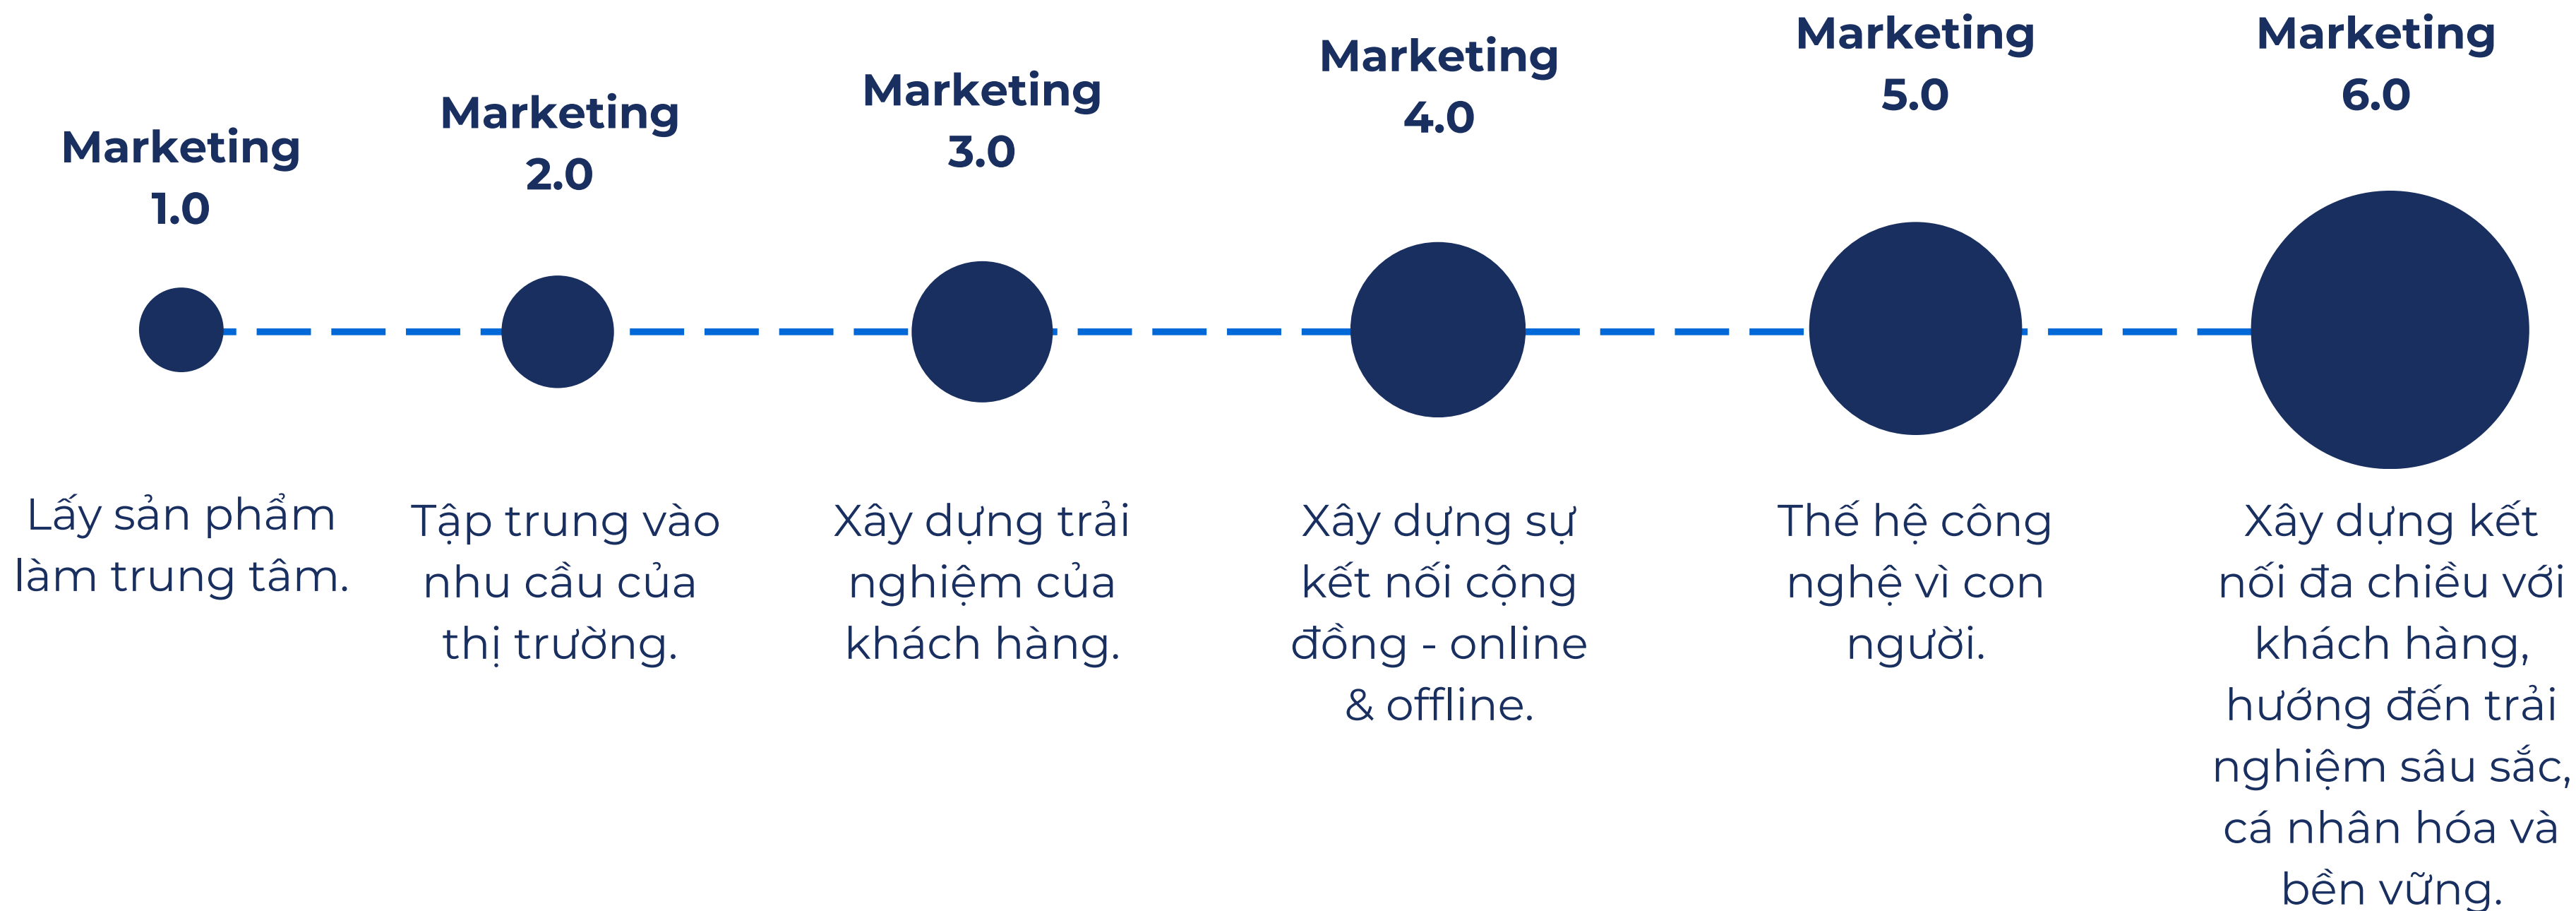 Marketing
1.0
Lấy sản phẩm
làm trung tâm.
Marketing
2.0
Tập trung vào
nhu cầu của
thị trường.
Marketing
3.0
Xây dựng trải
nghiệm của
khách hàng.
Marketing
4.0
Xây dựng sự
kết nối cộng
đồng - online
& offline.
Marketing
5.0
Thế hệ công
nghệ vì con
người.
Marketing
6.0
Xây dựng kết
nối đa chiều với
khách hàng,
hướng đến trải
nghiệm sâu sắc,
cá nhân hóa và
bền vững.